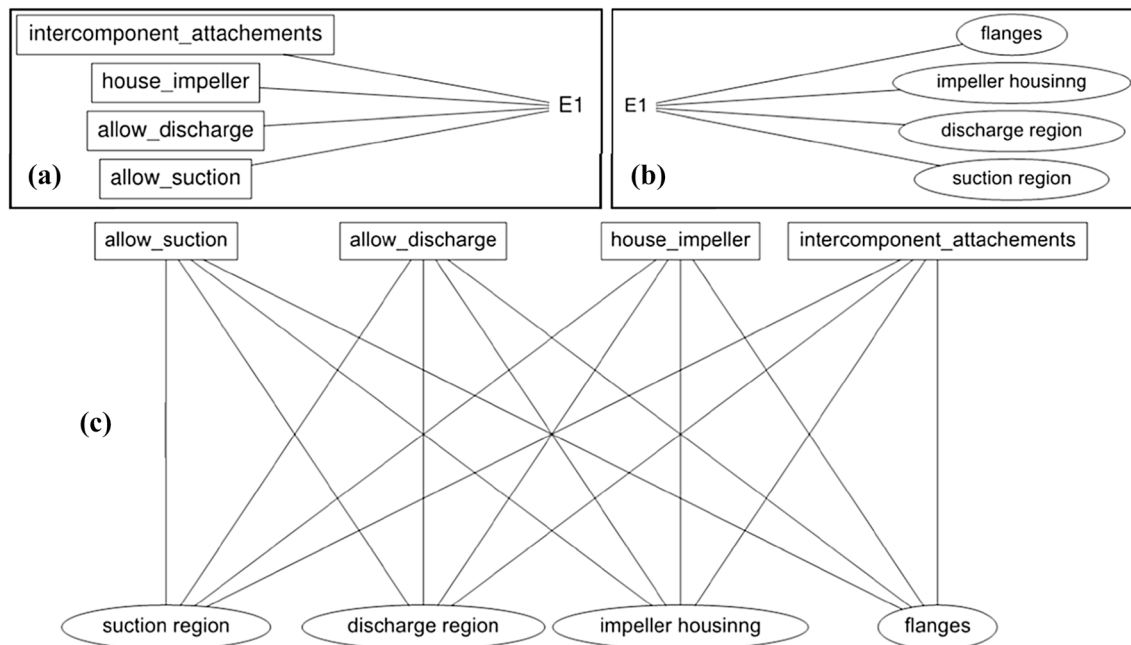 intercomponent_attachements
house_impeller
allow_discharge
allow_suction
E1
(a)
E1
flanges
impeller housinng
discharge region
suction region
(b)
allow_suction
allow_discharge
house_impeller
intercomponent_attachements
(c)
suction region
discharge region
impeller housinng
flanges